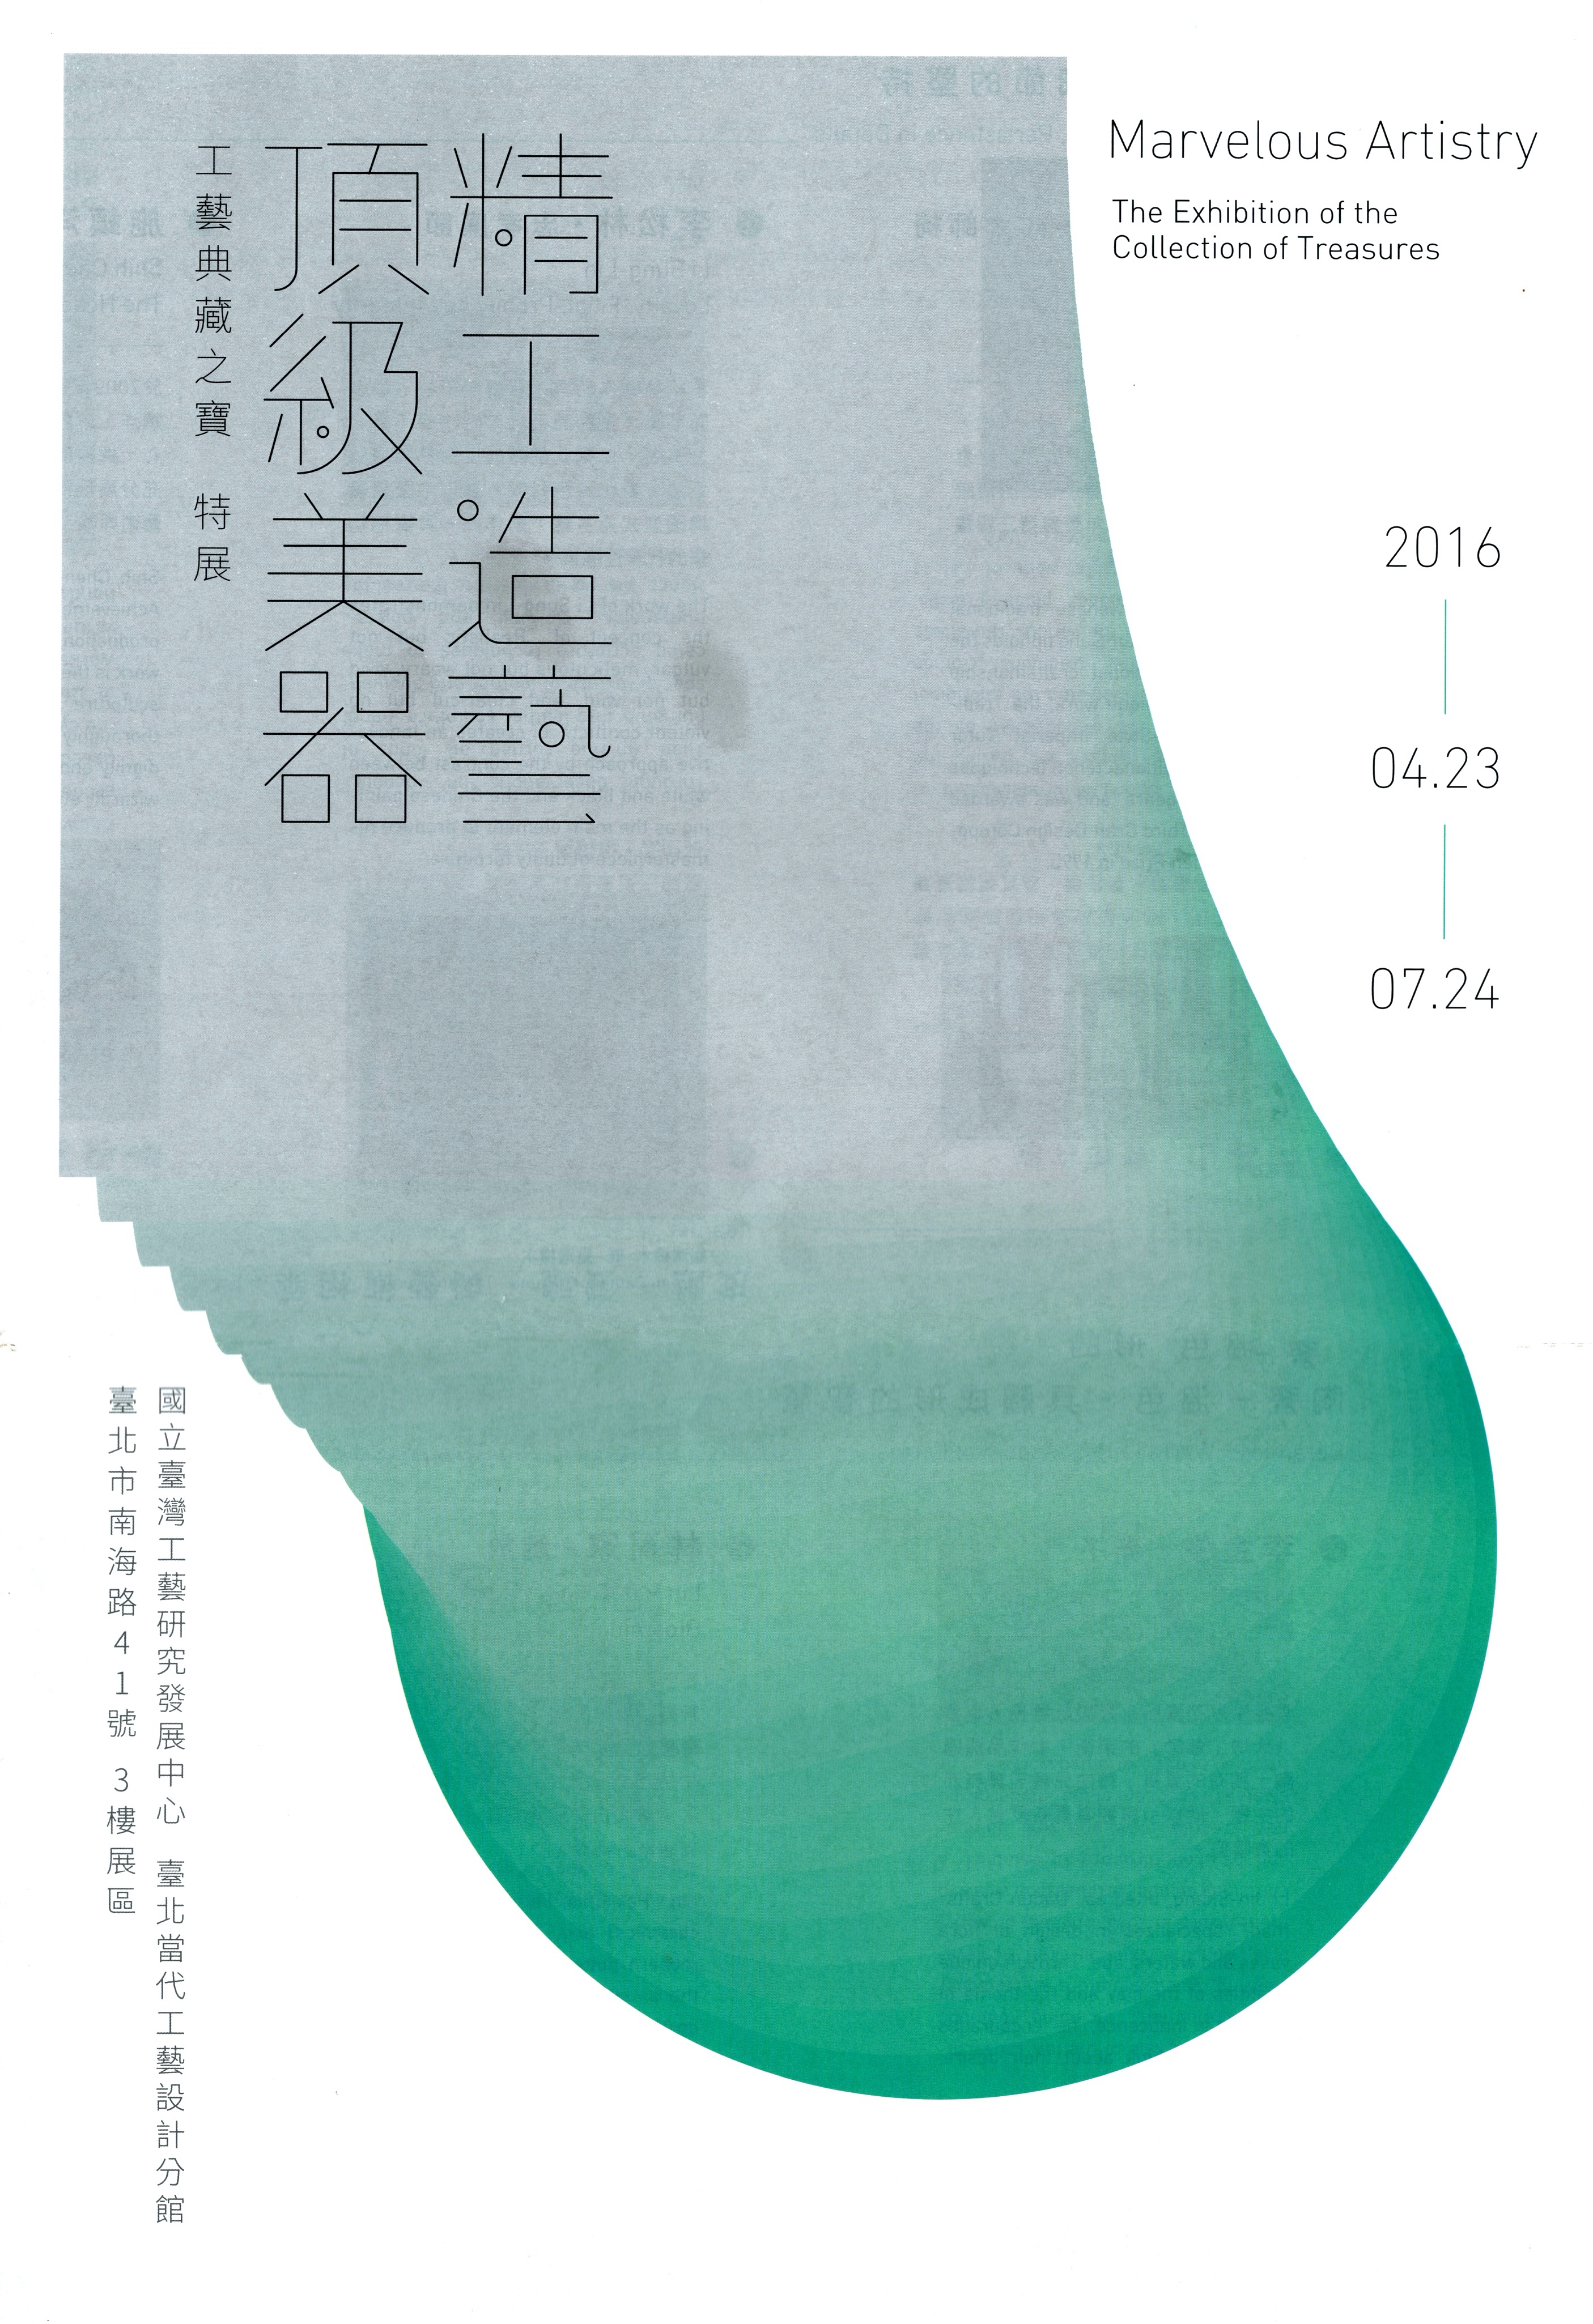 精工造藝
頂級美器
工藝典藏之寶 特展
Marvelous Artistry
The Exhibition of the
Collection of Treasures
2016
04.23
07.24
國立臺灣工藝研究發展中心 臺北當代工藝設計分館
臺北市南海路41號 3樓展區